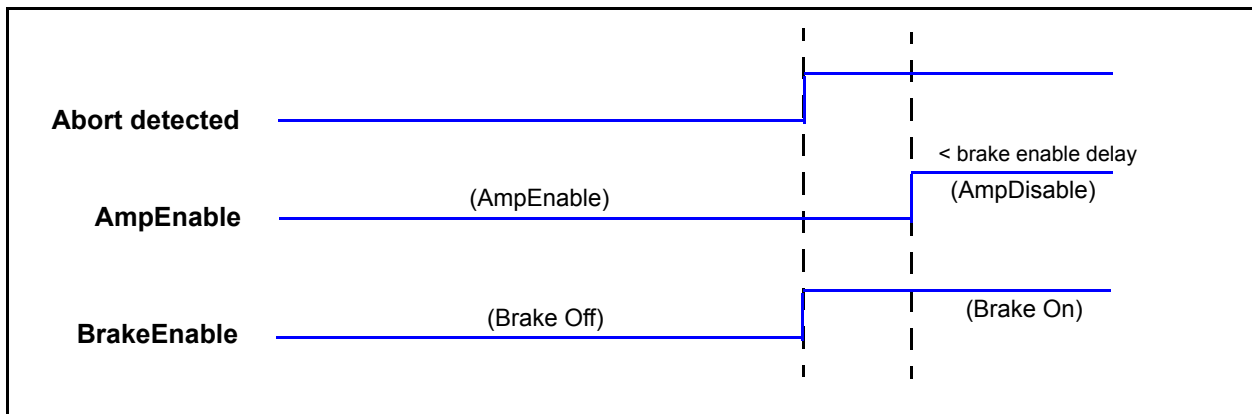 Abort detected
< brake enable delay
(AmpEnable)
(AmpDisable)
AmpEnable
(Brake Off)
(Brake On)
BrakeEnable